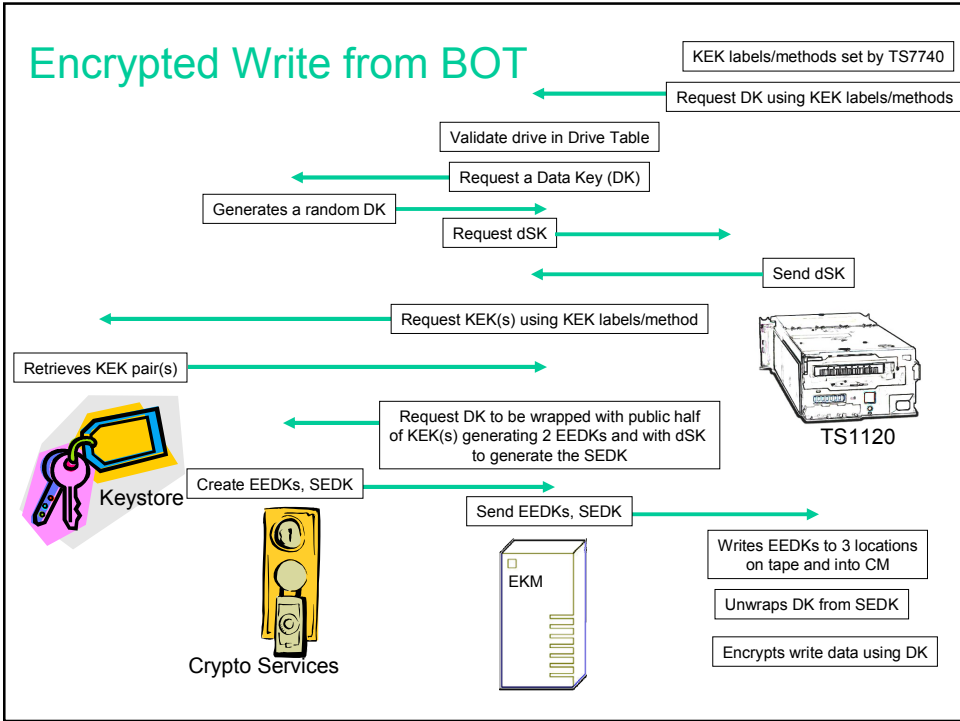 Encrypted Write from BOT
KEK labels/methods set by TS7740
Request DK using KEK labels/methods
Validate drive in Drive Table
Request a Data Key (DK)
Generates a random DK
Request dSK
Send dSK
Request KEK(s) using KEK labels/method
Retrieves KEK pair(s)
Request DK to be wrapped with public half
of KEK(s) generating 2 EEDKs and with dSK
to generate the SEDK
TS1120
Keystore
Create EEDKs, SEDK
Send EEDKs, SEDK
Writes EEDKs to 3 locations
on tape and into CM
EKM
Unwraps DK from SEDK
Encrypts write data using DK
Crypto Services